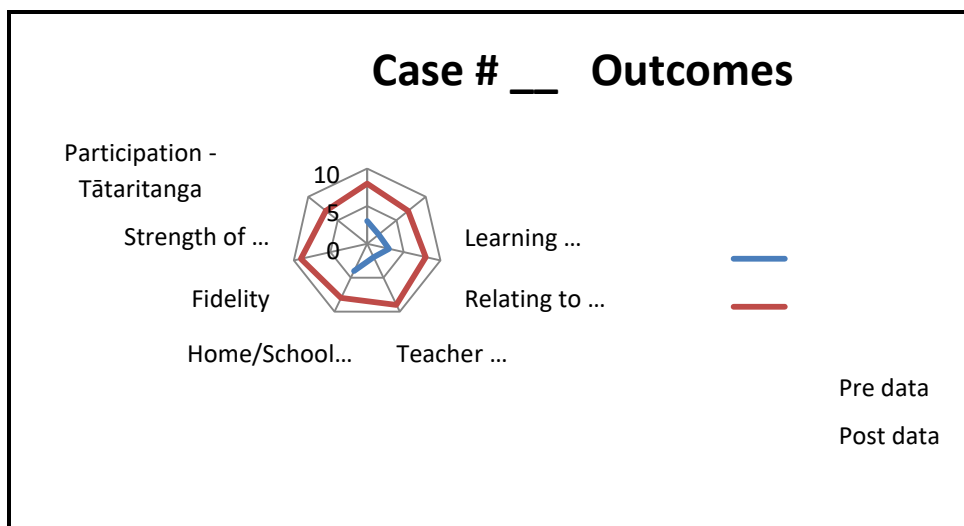 Case # __ Outcomes
Participation -
Tātaritanga
10
5
0
Strength of ...
Learning ...
Fidelity
Relating to ...
Home/School...
Teacher ...
Pre data
Post data